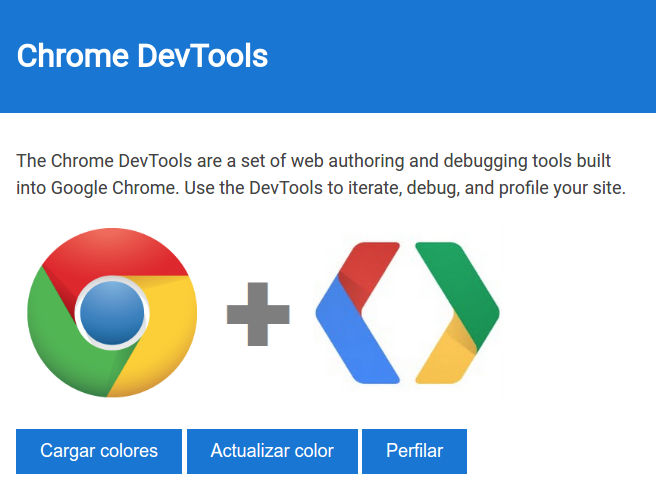 Chrome DevTools
The Chrome DevTools are a set of web authoring and debugging tools built
into Google Chrome. Use the DevTools to iterate, debug, and profile your site.
Cargar colores
Actualizar color
Perfilar